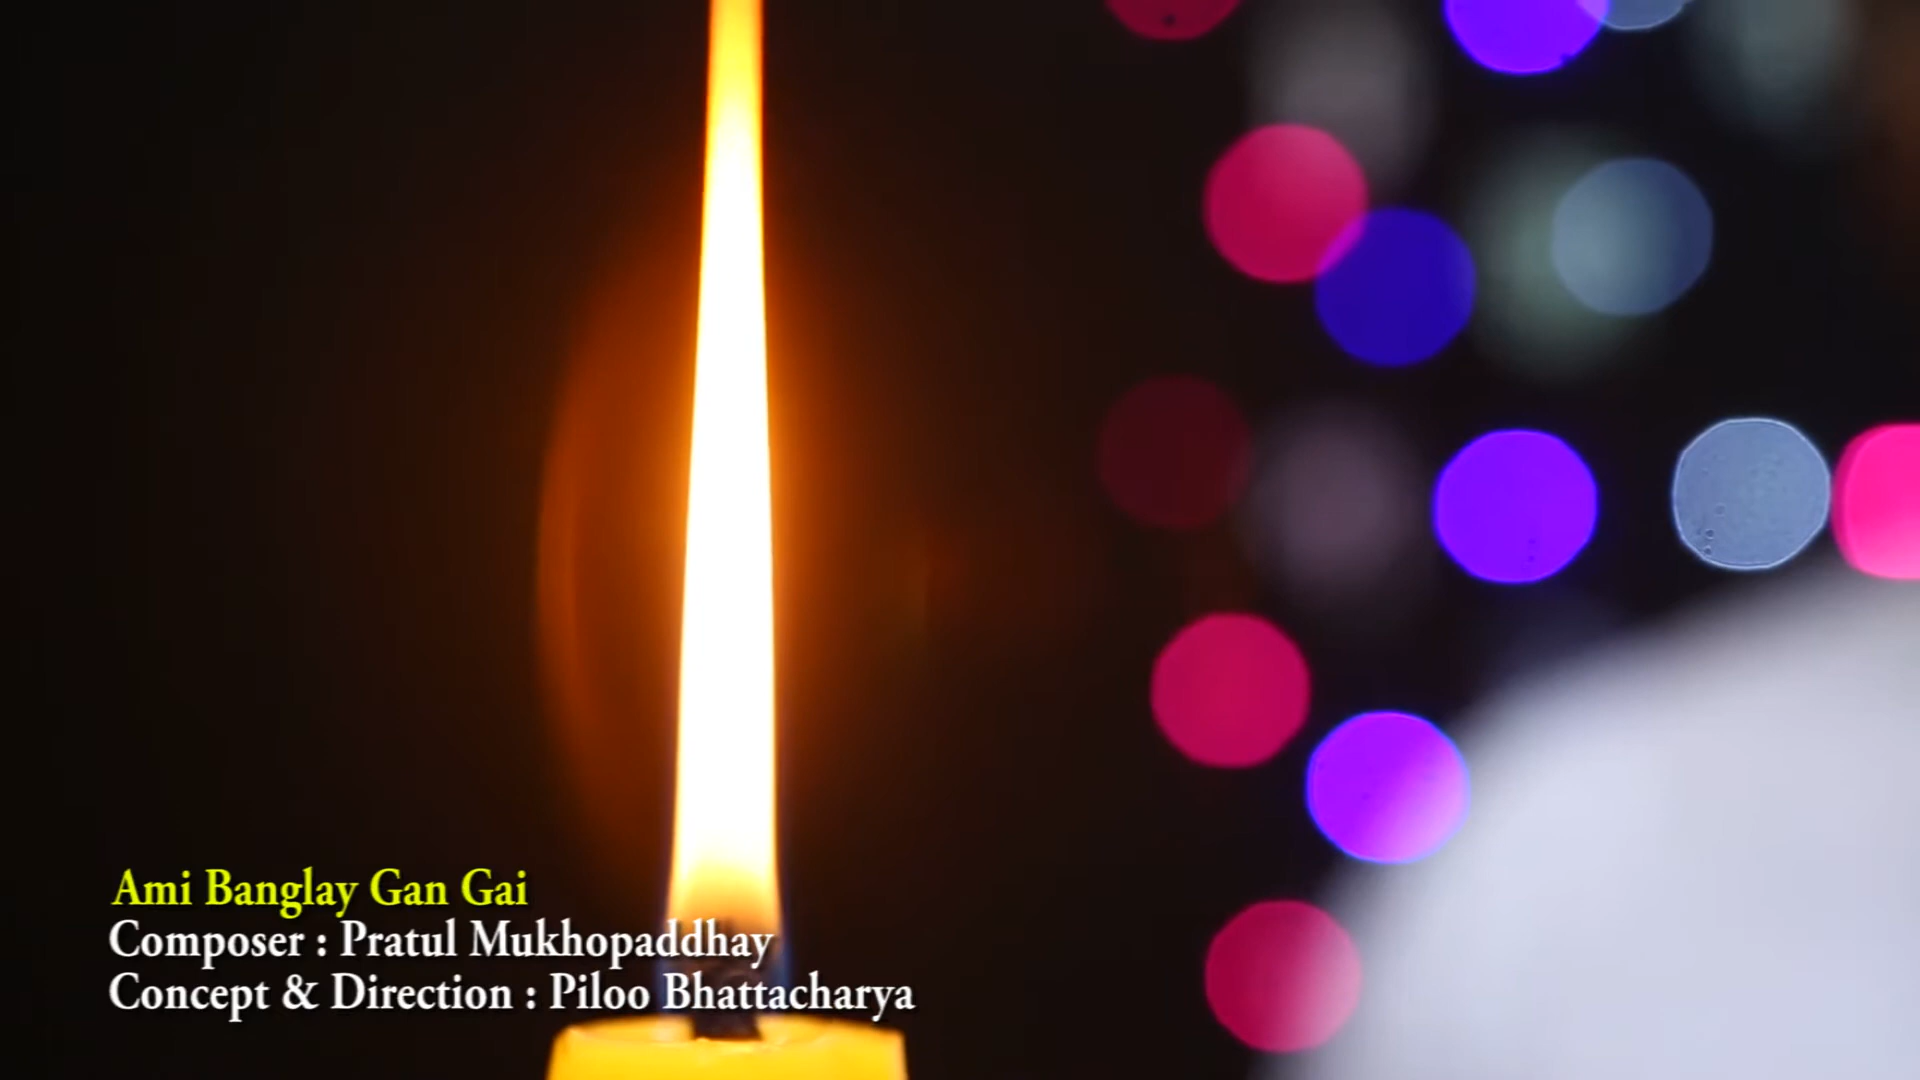 Ami Banglay Gan Gai
Composer : Pratul Mukhopaddhay
Concept & Direction : Piloo Bhattacharya